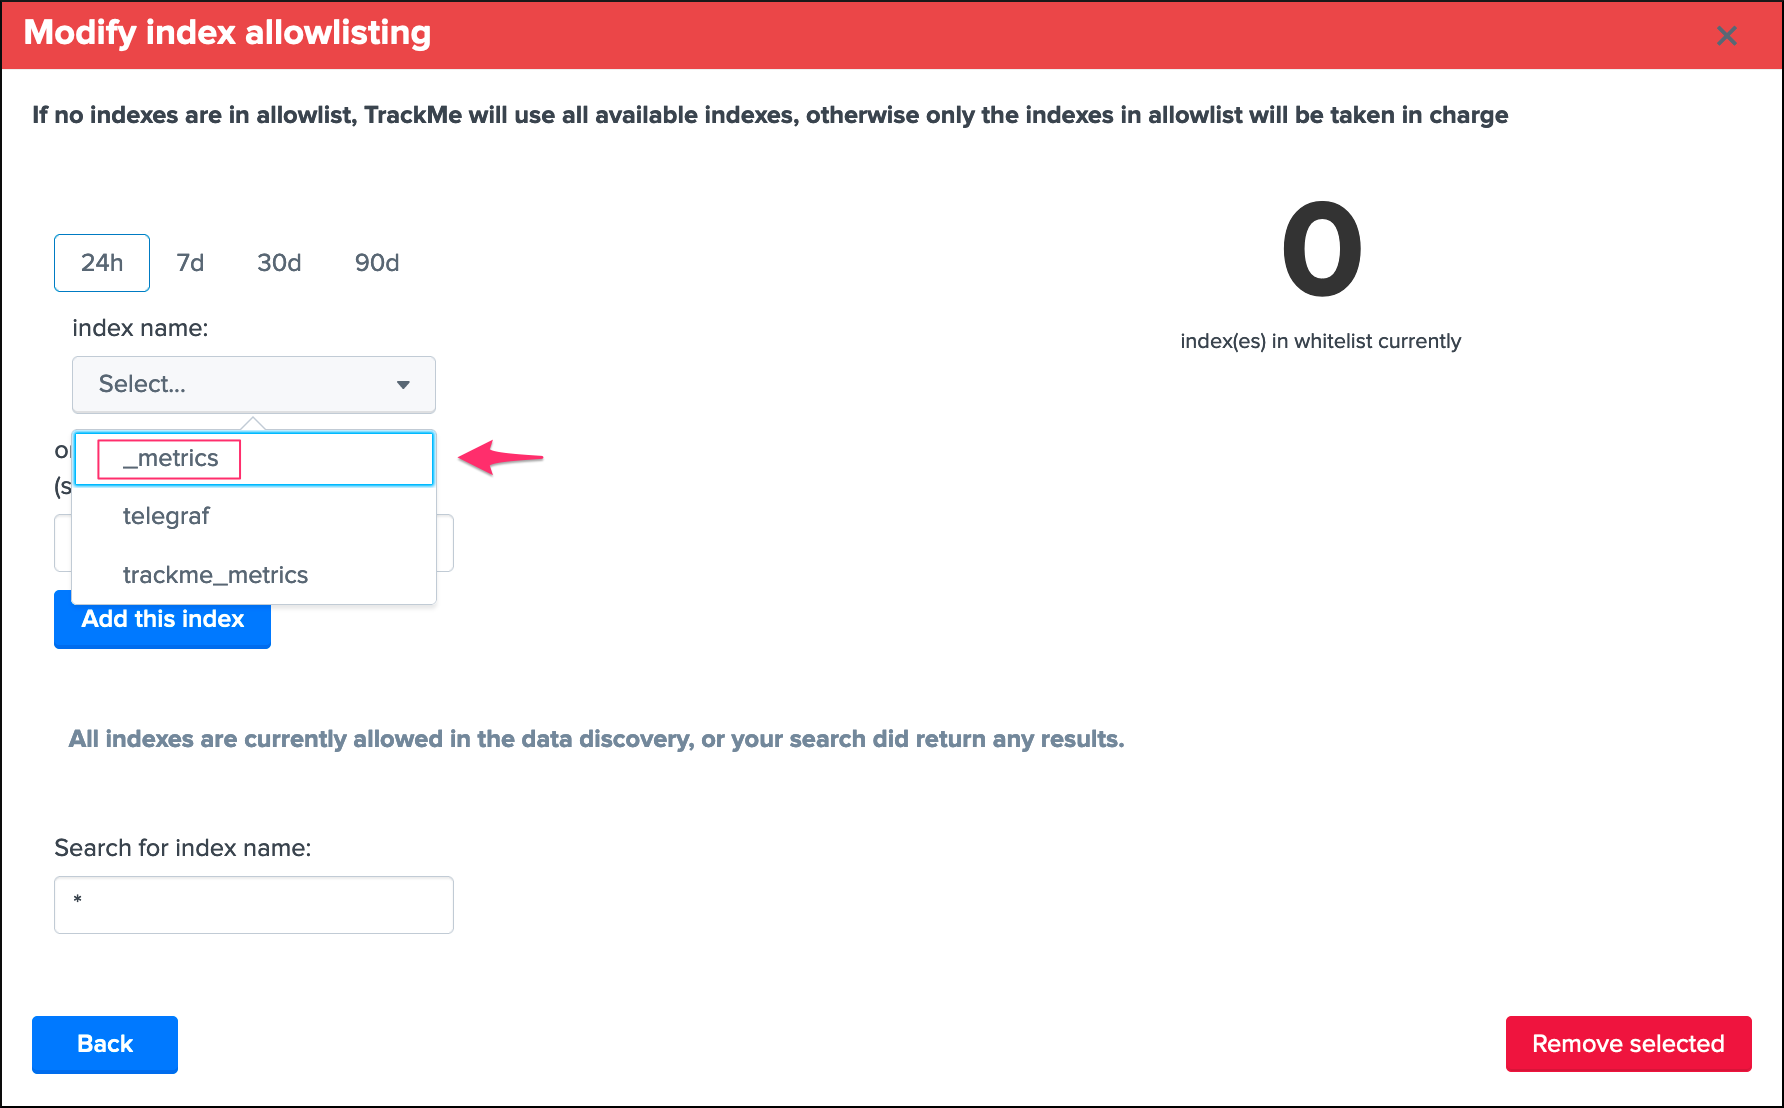 Modify index allowlisting
If no indexes are in allowlist, TrackMe will use all available indexes, otherwise only the indexes in allowlist will be taken in charge
24h 7d 30d 90d
0
index(es) in whitelist currently
index name:
Select...
_metrics
telegraf
trackme_metrics
Add this index
All indexes are currently allowed in the data discovery, or your search did return any results.
Search for index name:
*
Back
Remove selected